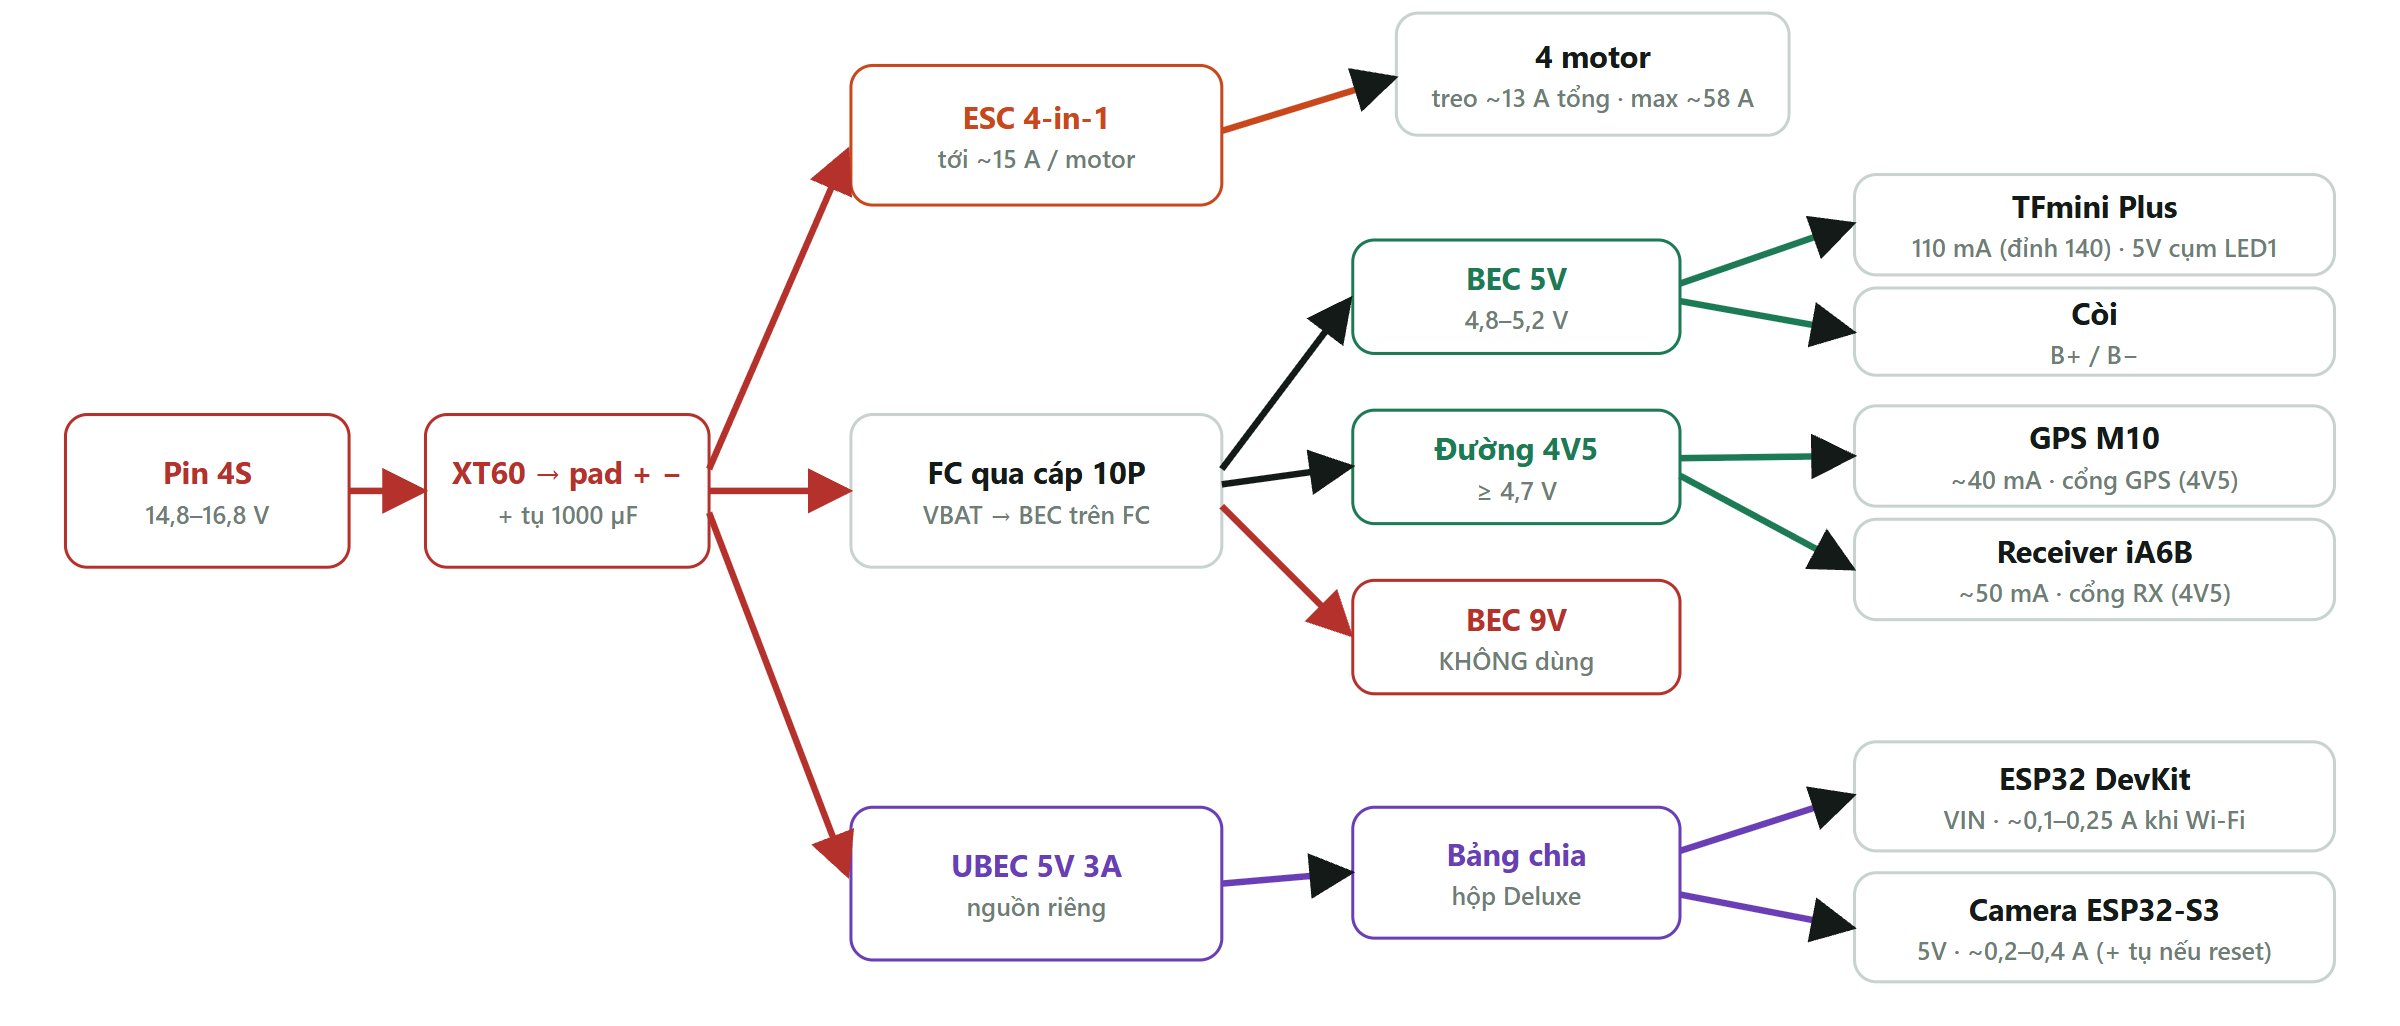 4 motor
treo ~13 A tổng · max ~58 A
ESC 4-in-1
tới ~15 A / motor
TFmini Plus
110 mA (đỉnh 140) · 5V cụm LED1
BEC 5V
4,8–5,2 V
Còi
B+ / B−
Pin 4S
14,8–16,8 V
XT60 → pad + −
+ tụ 1000 µF
FC qua cáp 10P
VBAT → BEC trên FC
Đường 4V5
≥ 4,7 V
GPS M10
~40 mA · cổng GPS (4V5)
Receiver iA6B
~50 mA · cổng RX (4V5)
BEC 9V
KHÔNG dùng
UBEC 5V 3A
nguồn riêng
Bảng chia
hộp Deluxe
ESP32 DevKit
VIN · ~0,1–0,25 A khi Wi-Fi
Camera ESP32-S3
5V · ~0,2–0,4 A (+ tụ nếu reset)